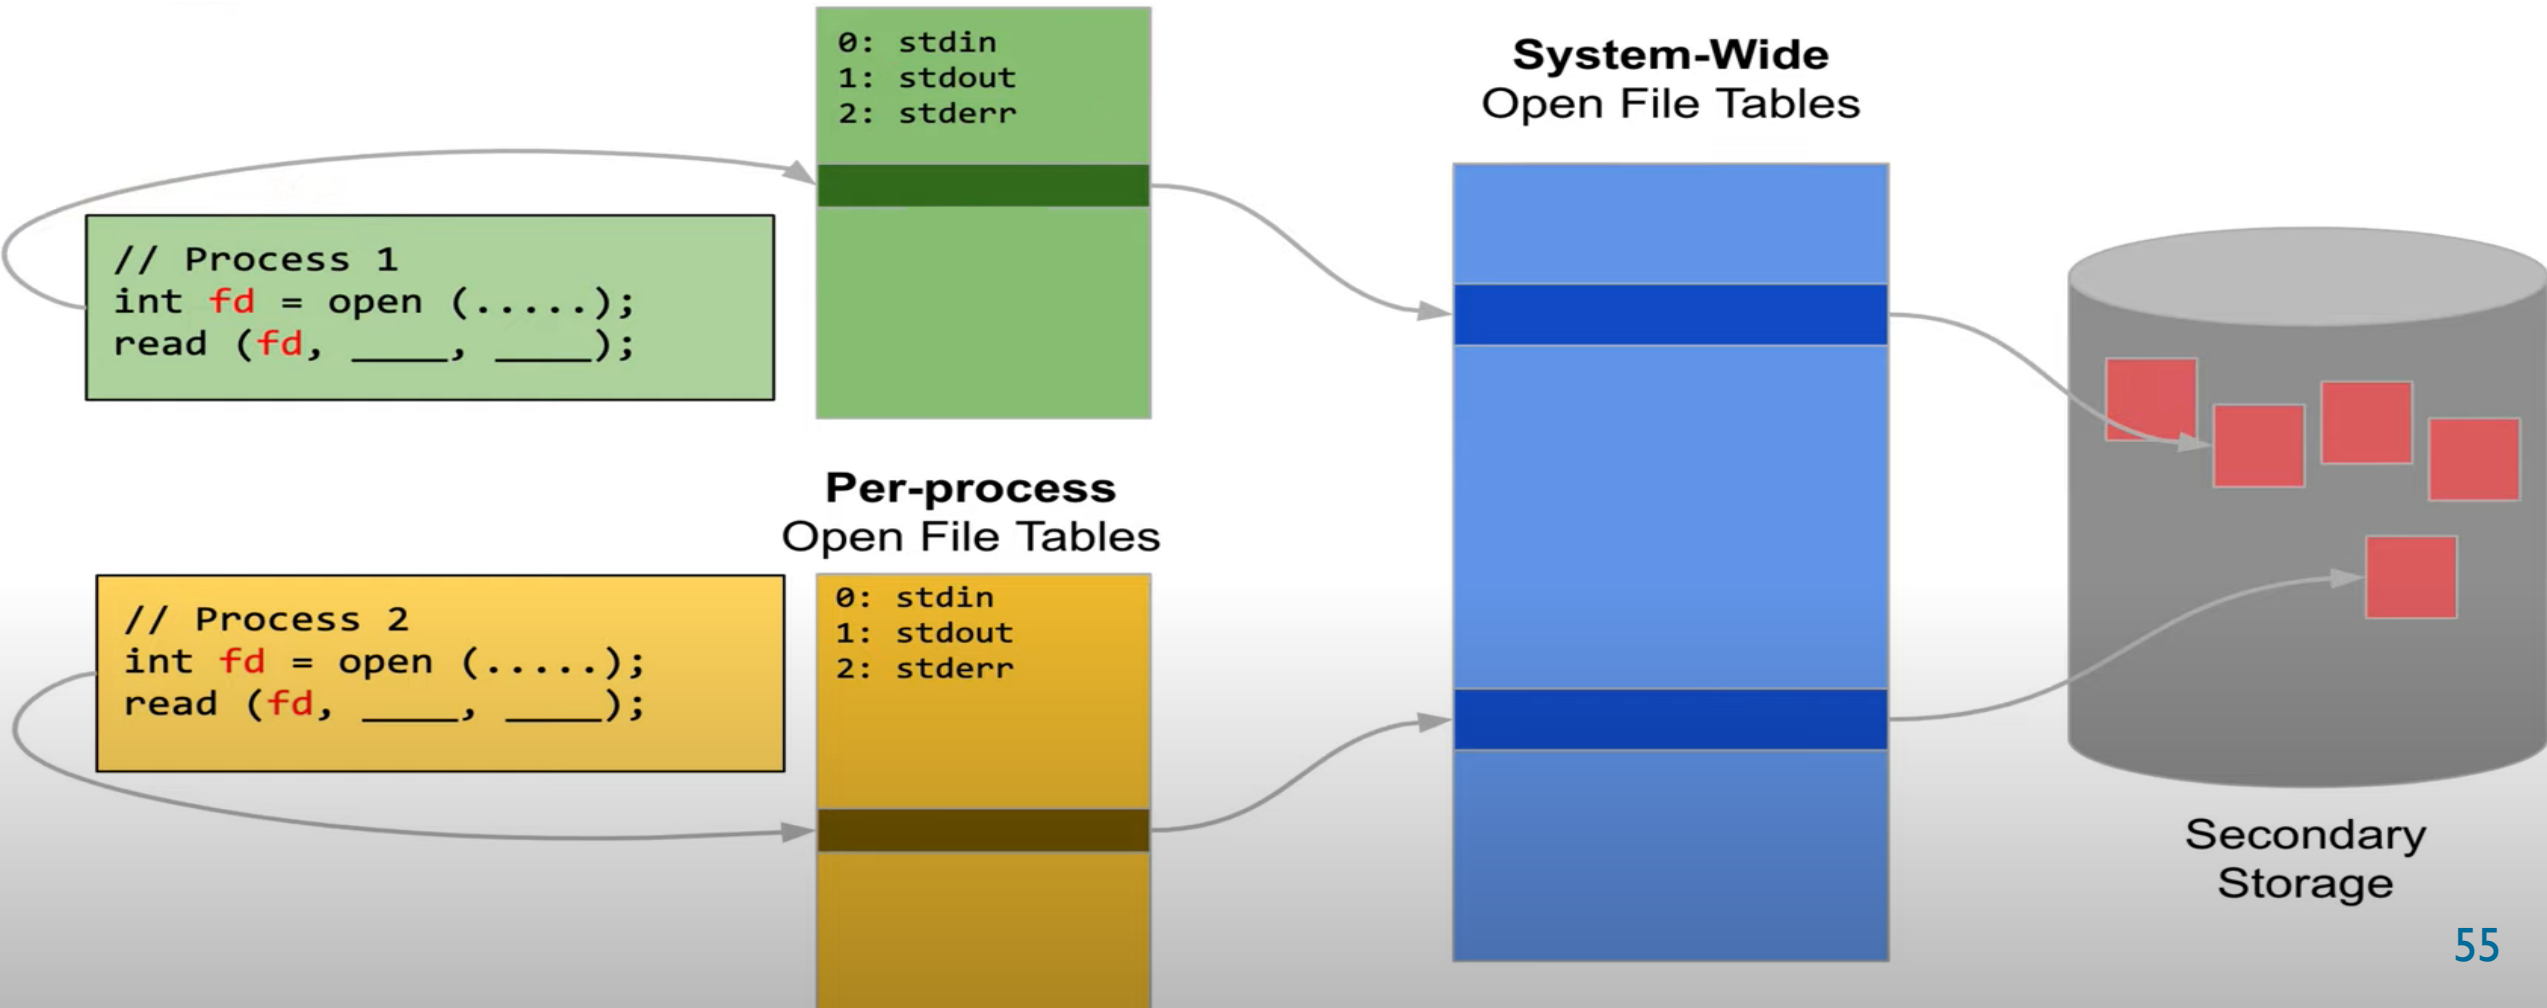 0: stdin
1: stdout
2: stderr
System-Wide
Open File Tables
// Process 1
int fd = open (.....);
read (fd, ____, ____);
Per-process
Open File Tables
// Process 2
int fd = open (.....);
read (fd, ____, ____);
0: stdin
1: stdout
2: stderr
Secondary
Storage
55